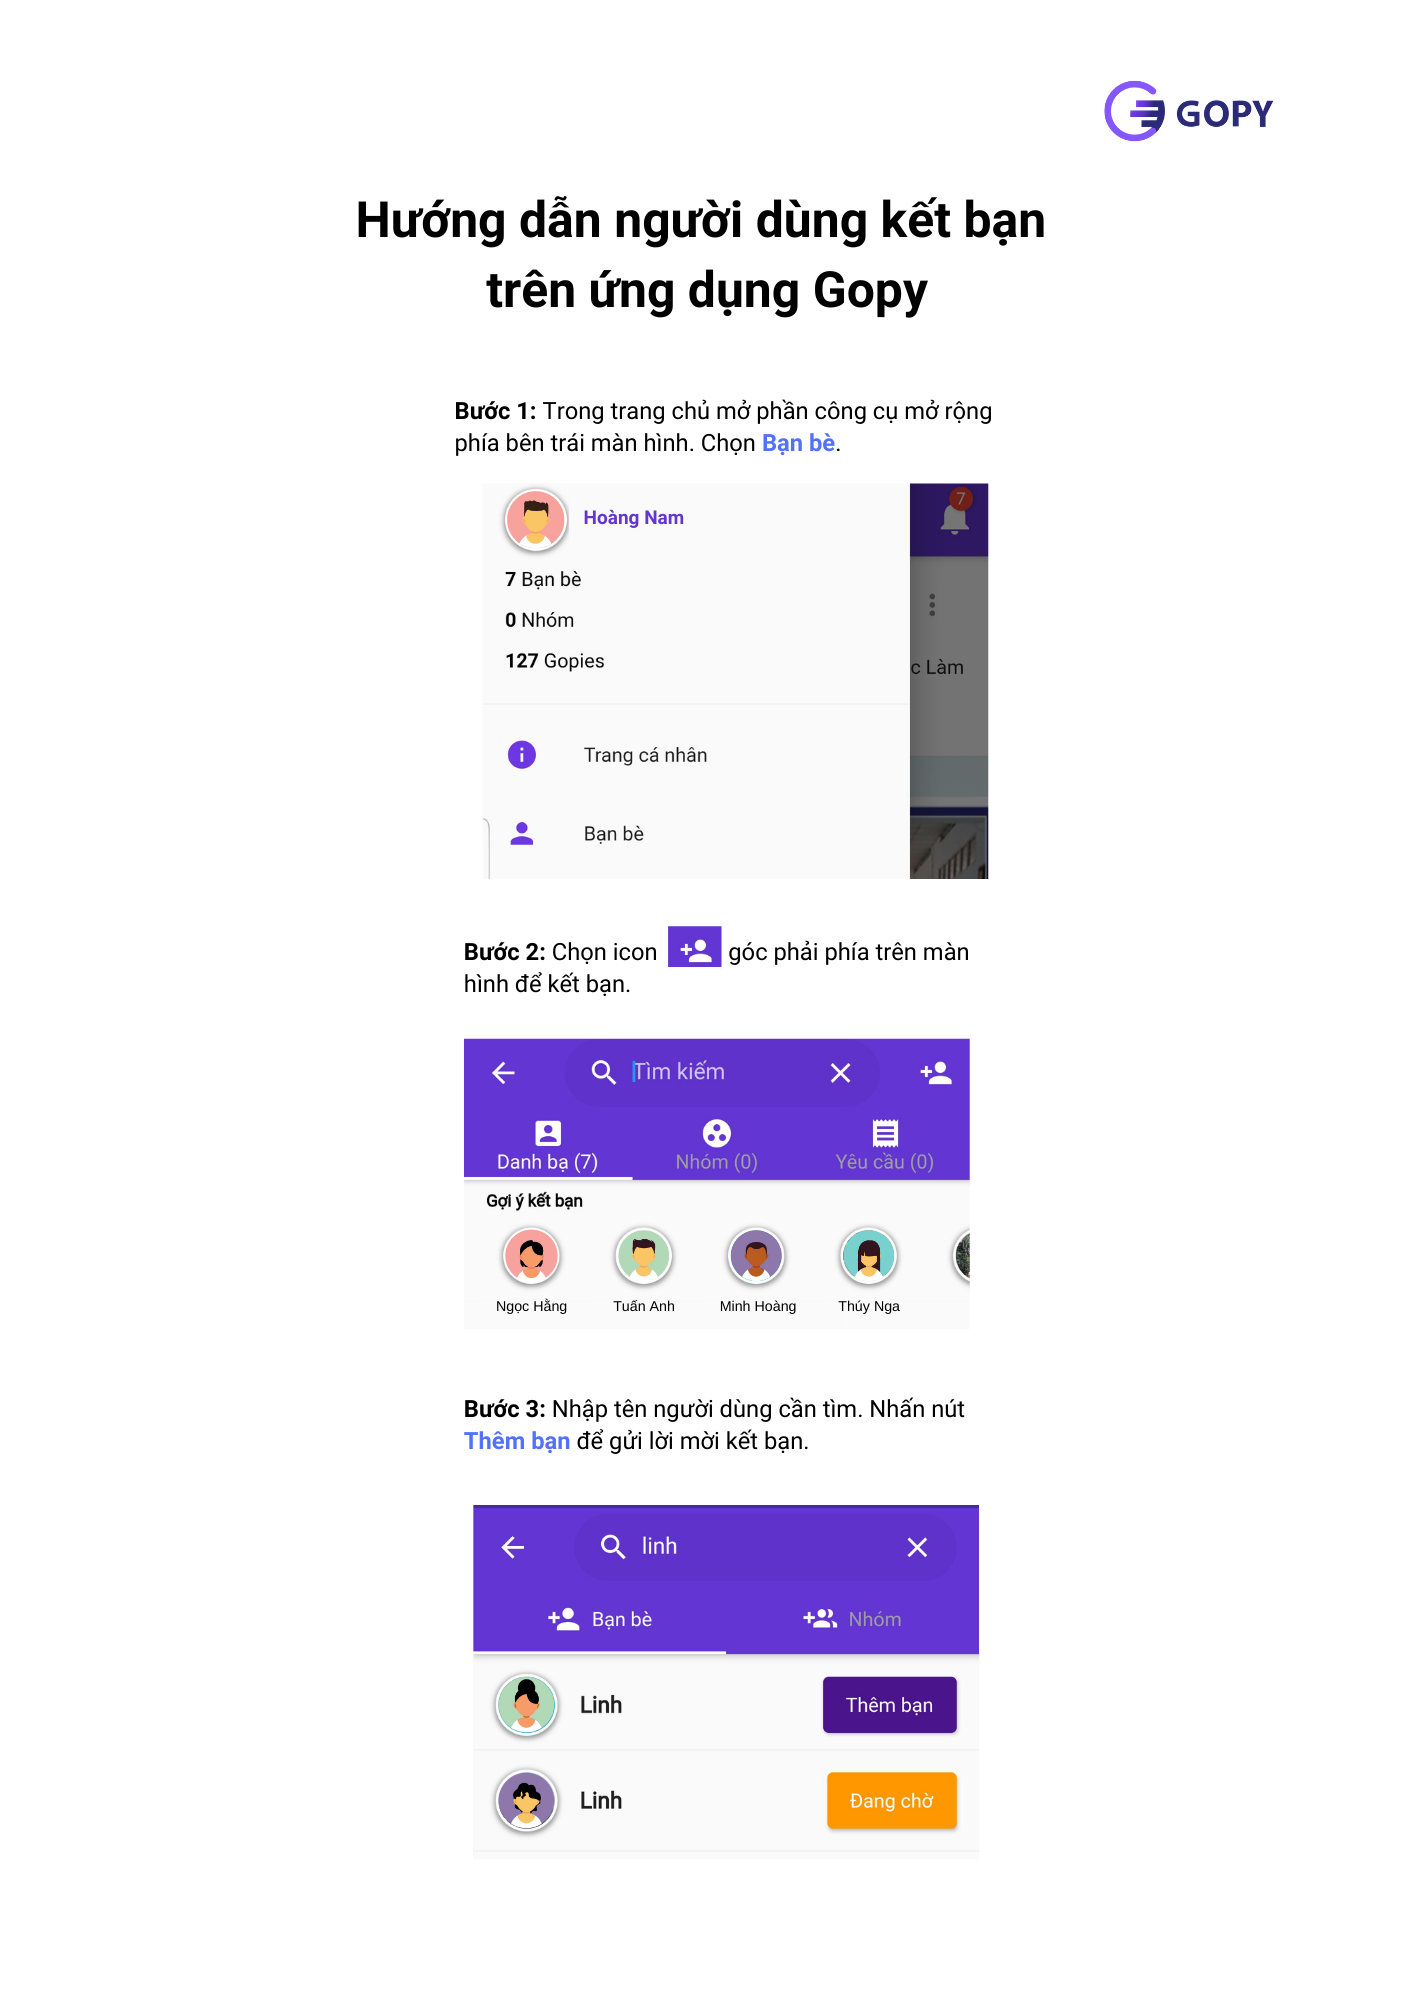 GOPY
Hướng dẫn người dùng kết bạn
trên ứng dụng Gopy
Bước 1: Trong trang chủ mở phần công cụ mở rộng
phía bên trái màn hình. Chọn Bạn bè.
7
Hoàng Nam
7 Bạn bè
0 Nhóm
127 Gopies
c Làm
Trang cá nhân
Bạn bè
Bước 2: Chọn icon góc phải phía trên màn
hình để kết bạn.
Tìm kiếm
Danh bạ (7) Nhóm (0) Yêu cầu (0)
Gợi ý kết bạn
Ngọc Hằng Tuấn Anh Minh Hoàng Thúy Nga
Bước 3: Nhập tên người dùng cần tìm. Nhấn nút
Thêm bạn để gửi lời mời kết bạn.
linh
Bạn bè Nhóm
Linh Thêm bạn
Linh Đang chờ